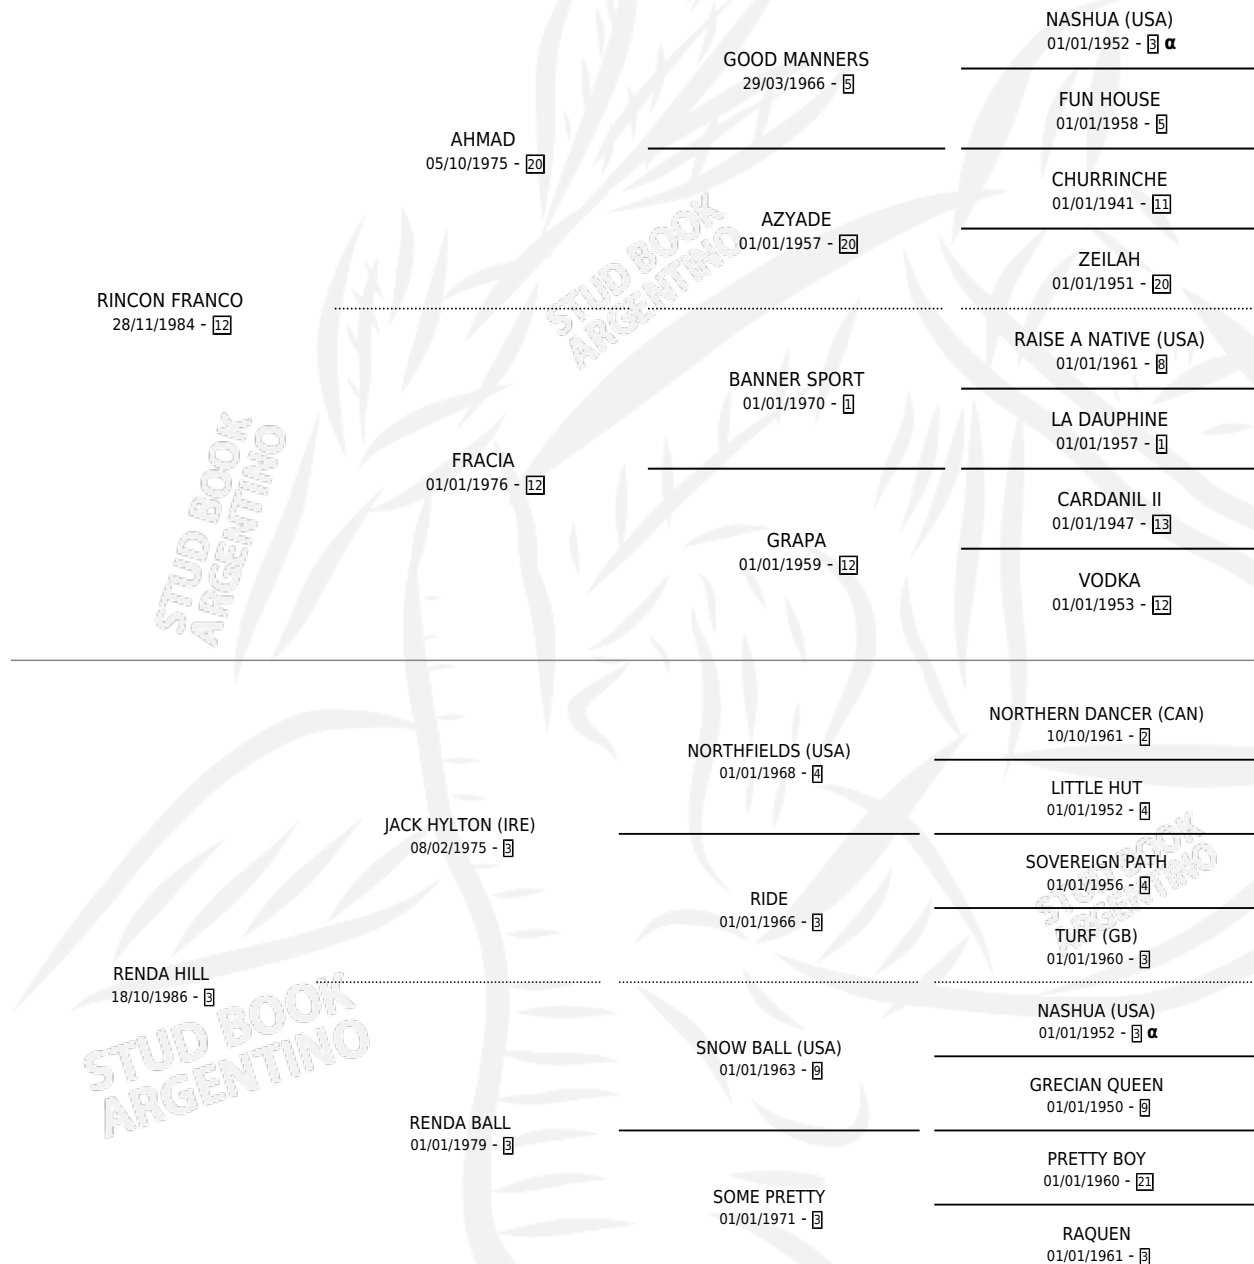 NASHUA (USA)
01/01/1952 - 3 α
GOOD MANNERS
29/03/1966 - 5
FUN HOUSE
01/01/1958 - 5
AHMAD
05/10/1975 - 20
CHURRINCHE
01/01/1941 - 11
AZYADE
01/01/1957 - 20
ZEILAH
01/01/1951 - 20
STUD BOOK
ARGENTINO
RINCON FRANCO
28/11/1984 - 12
RAISE A NATIVE (USA)
01/01/1961 - 8
BANNER SPORT
01/01/1970 - 1
LA DAUPHINE
01/01/1957 - 1
FRACIA
01/01/1976 - 12
CARDANIL II
01/01/1947 - 13
GRAPA
01/01/1959 - 12
VODKA
01/01/1953 - 12
STUD BOOK
ARGENTINO
NORTHERN DANCER (CAN)
10/10/1961 - 2
NORTHFIELDS (USA)
01/01/1968 - 4
LITTLE HUT
01/01/1952 - 4
JACK HYLTON (IRE)
08/02/1975 - 3
SOVEREIGN PATH
01/01/1956 - 4
RIDE
01/01/1966 - 3
TURF (GB)
01/01/1960 - 3
STUD BOOK
ARGENTINO
RENDA HILL
18/10/1986 - 3
NASHUA (USA)
01/01/1952 - 3 α
SNOW BALL (USA)
01/01/1963 - 9
GRECIAN QUEEN
01/01/1950 - 9
STUD BOOK
ARGENTINO
RENDA BALL
01/01/1979 - 3
PRETTY BOY
01/01/1960 - 21
SOME PRETTY
01/01/1971 - 3
RAQUEN
01/01/1961 - 3